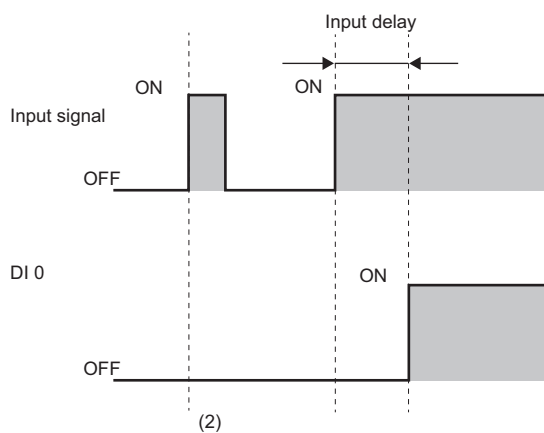 Input delay
ON
ON
Input signal
OFF
DI 0
ON
OFF
(2)